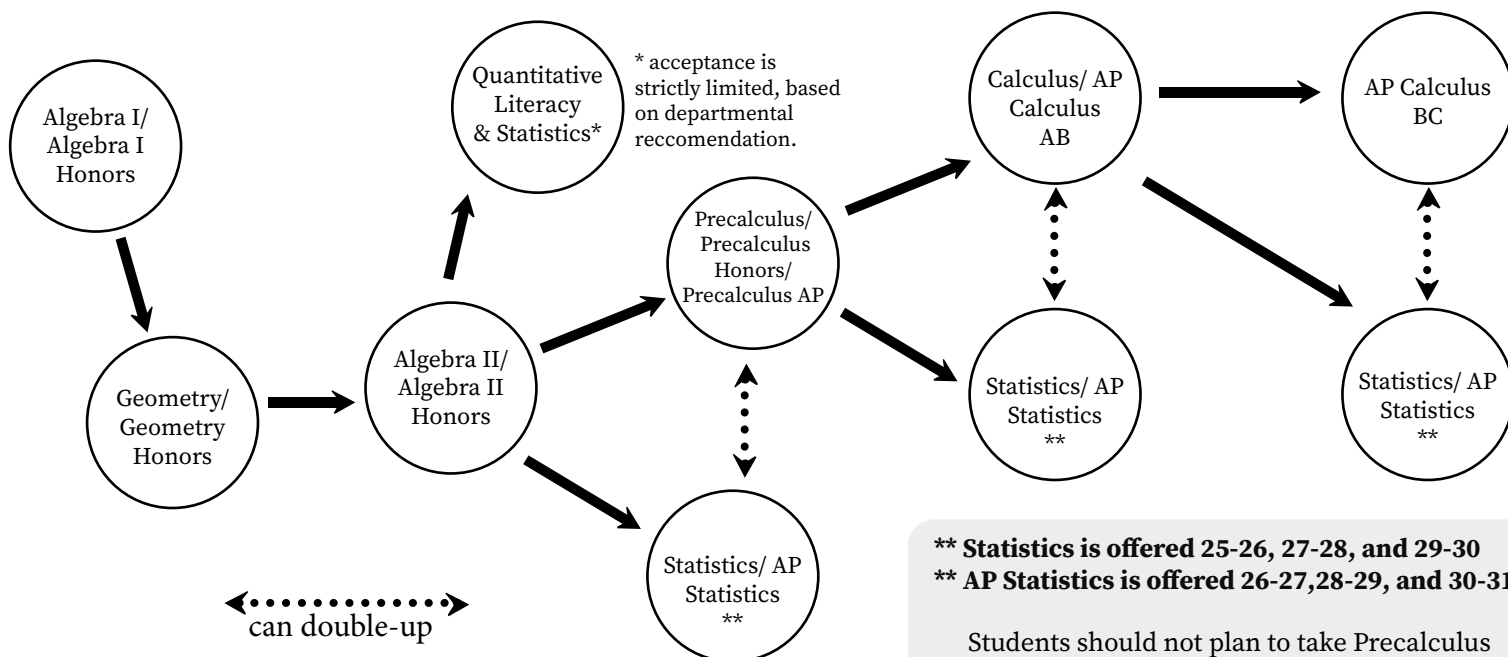 Algebra I/
Algebra I
Honors
Quantitative
Literacy
& Statistics*
* acceptance is
strictly limited, based
on departmental
reccomendation.
Calculus/ AP
Calculus
AB
AP Calculus
BC
Precalculus/
Precalculus
Honors/
Precalculus AP
Geometry/
Geometry
Honors
Algebra II/
Algebra II
Honors
Statistics/ AP
Statistics
**
Statistics/ AP
Statistics
**
Statistics/ AP
Statistics
**
can double-up
** Statistics is offered 25-26, 27-28, and 29-30
** AP Statistics is offered 26-27,28-29, and 30-31
Students should not plan to take Precalculus